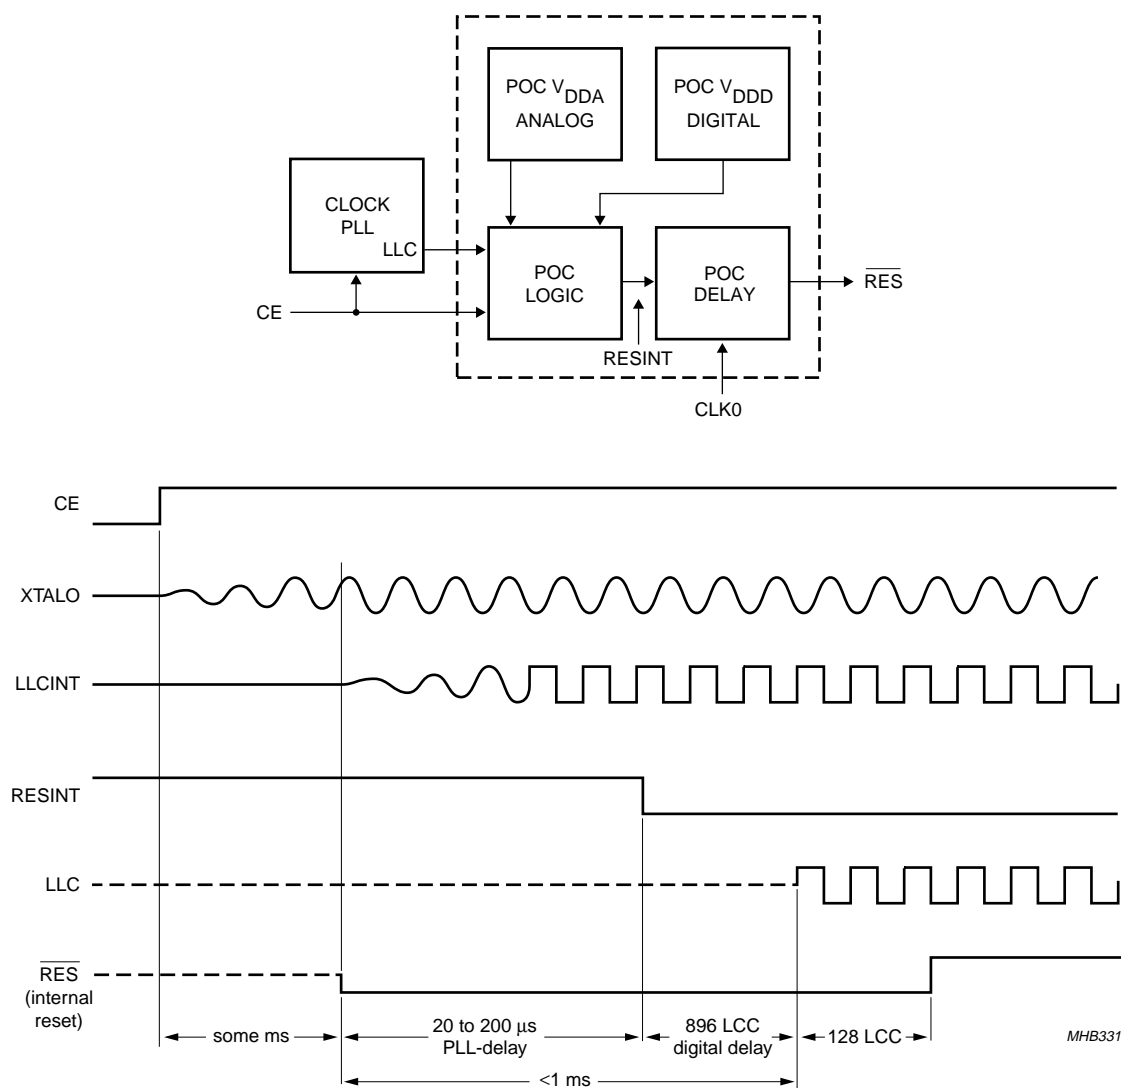 POC VDDA
ANALOG
POC VDDD
DIGITAL
CLOCK
PLL
LLC
POC
LOGIC
POC
DELAY
RES
CE
RESINT
CLK0
CE
XTALO
LLCINT
RESINT
LLC
RES
(internal
reset)
some ms
20 to 200 µs
PLL-delay
896 LCC
digital delay
128 LCC
<1 ms
MHB331